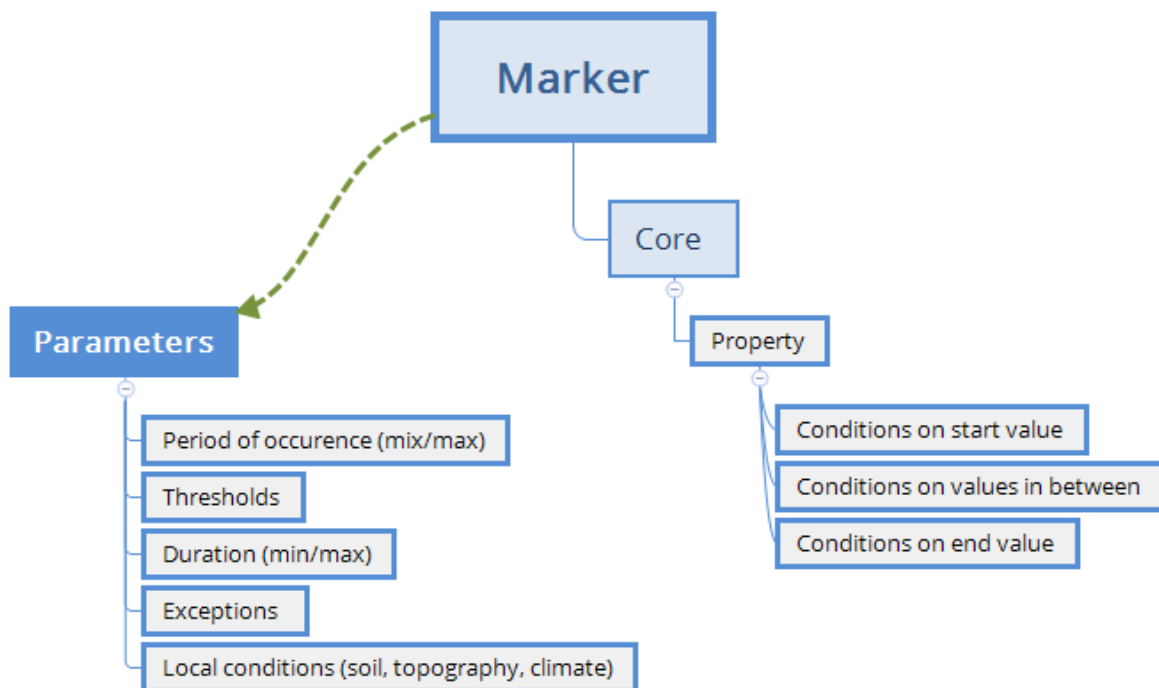 Marker
Core
Property
Conditions on start value
Conditions on values in between
Conditions on end value
Parameters
Period of occurence (mix/max)
Thresholds
Duration (min/max)
Exceptions
Local conditions (soil, topography, climate)